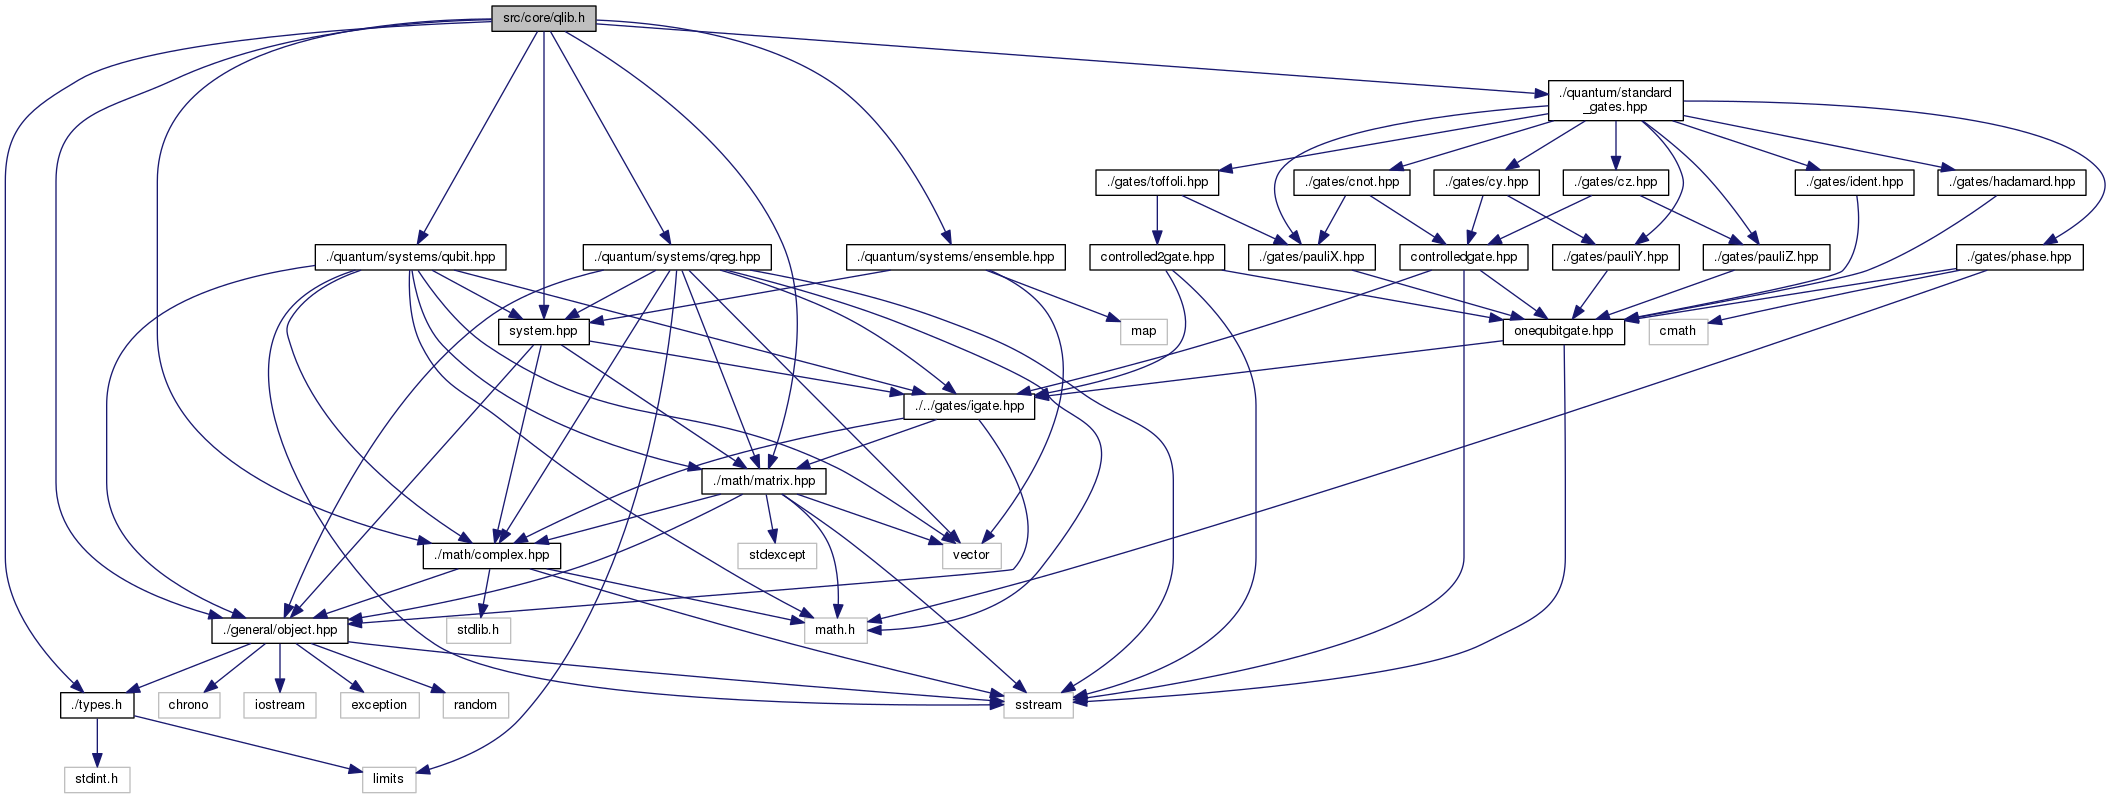 src/core/qlib.h
./quantum/standard
_gates.hpp
./gates/toffoli.hpp
./gates/cnot.hpp
./gates/cy.hpp
./gates/cz.hpp
./gates/ident.hpp
./gates/hadamard.hpp
./quantum/systems/qubit.hpp
./quantum/systems/qreg.hpp
./quantum/systems/ensemble.hpp
controlled2gate.hpp
./gates/pauliX.hpp
controlledgate.hpp
./gates/pauliY.hpp
./gates/pauliZ.hpp
./gates/phase.hpp
system.hpp
map
onequbitgate.hpp
cmath
./../gates/igate.hpp
./math/matrix.hpp
./math/complex.hpp
stdexcept
vector
./general/object.hpp
stdlib.h
math.h
./types.h
chrono
iostream
exception
random
sstream
stdint.h
limits